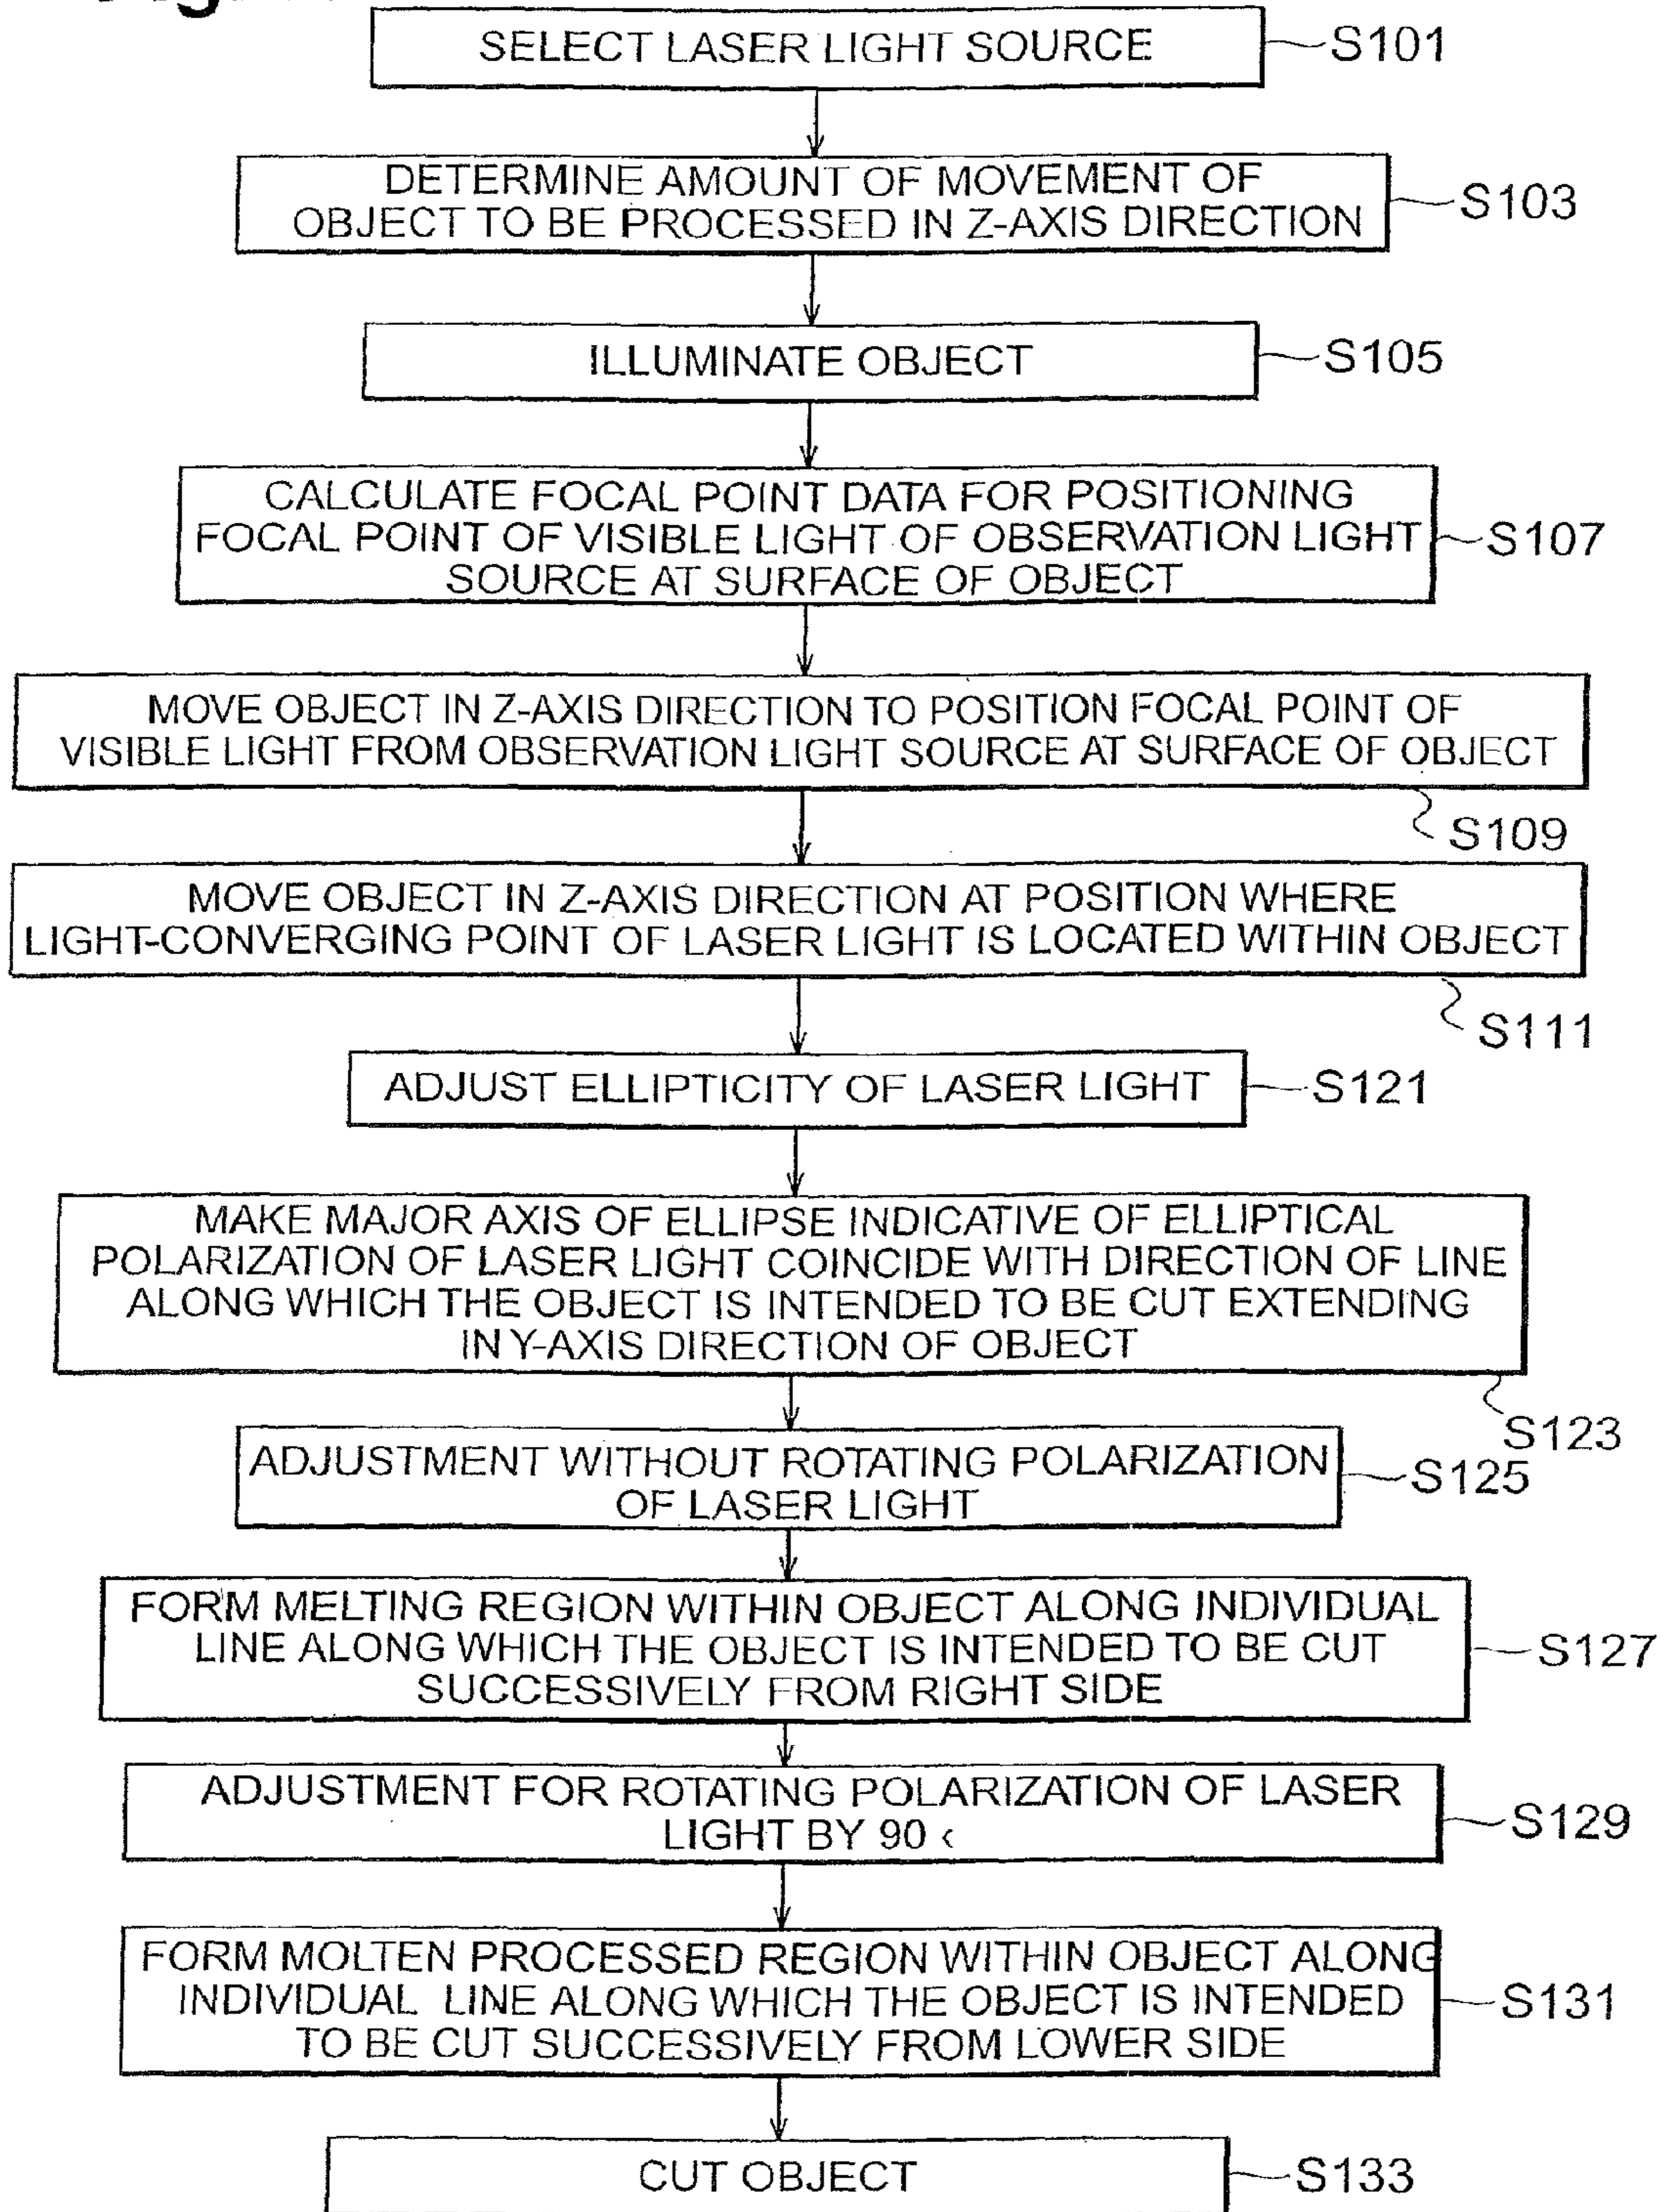 SELECT LASER LIGHT SOURCE
S101
DETERMINE AMOUNT OF MOVEMENT OF
OBJECT TO BE PROCESSED IN Z-AXIS DIRECTION
S103
ILLUMINATE OBJECT
S105
CALCULATE FOCAL POINT DATA FOR POSITIONING
FOCAL POINT OF VISIBLE LIGHT OF OBSERVATION LIGHT
SOURCE AT SURFACE OF OBJECT
S107
MOVE OBJECT IN Z-AXIS DIRECTION TO POSITION FOCAL POINT OF
VISIBLE LIGHT FROM OBSERVATION LIGHT SOURCE AT SURFACE OF OBJECT
S109
MOVE OBJECT IN Z-AXIS DIRECTION AT POSITION WHERE
LIGHT-CONVERGING POINT OF LASER LIGHT IS LOCATED WITHIN OBJECT
S111
ADJUST ELLIPTICITY OF LASER LIGHT
S121
MAKE MAJOR AXIS OF ELLIPSE INDICATIVE OF ELLIPTICAL
POLARIZATION OF LASER LIGHT COINCIDE WITH DIRECTION OF LINE
ALONG WHICH THE OBJECT IS INTENDED TO BE CUT EXTENDING
IN Y-AXIS DIRECTION OF OBJECT
S123
ADJUSTMENT WITHOUT ROTATING POLARIZATION
OF LASER LIGHT
S125
FORM MELTING REGION WITHIN OBJECT ALONG INDIVIDUAL
LINE ALONG WHICH THE OBJECT IS INTENDED TO BE CUT
SUCCESSIVELY FROM RIGHT SIDE
S127
ADJUSTMENT FOR ROTATING POLARIZATION OF LASER
LIGHT BY 90 ‹
S129
FORM MOLTEN PROCESSED REGION WITHIN OBJECT ALONG
INDIVIDUAL LINE ALONG WHICH THE OBJECT IS INTENDED
TO BE CUT SUCCESSIVELY FROM LOWER SIDE
S131
CUT OBJECT
S133